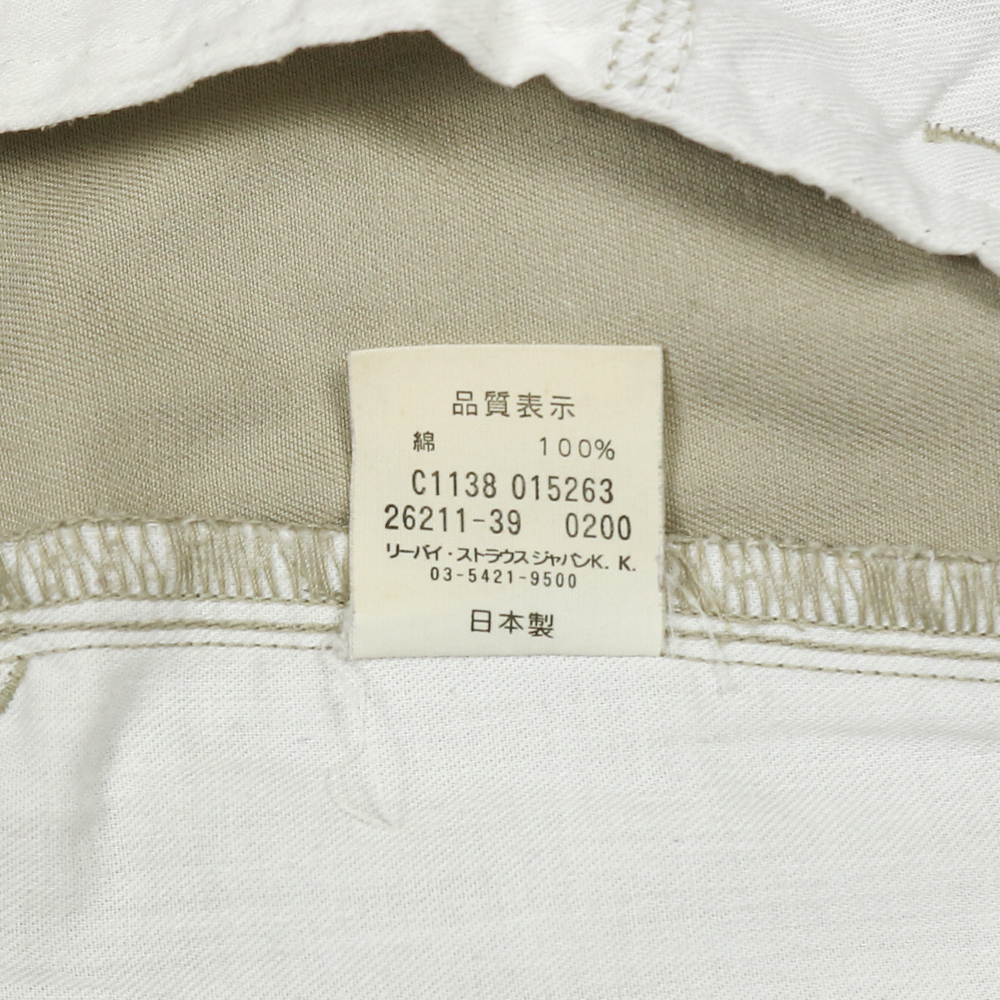 品質表示
綿 100%
C1138 015263
26211-39 0200
リーバイ・ストラウスジャパンK.K.
03-5421-9500
日本製